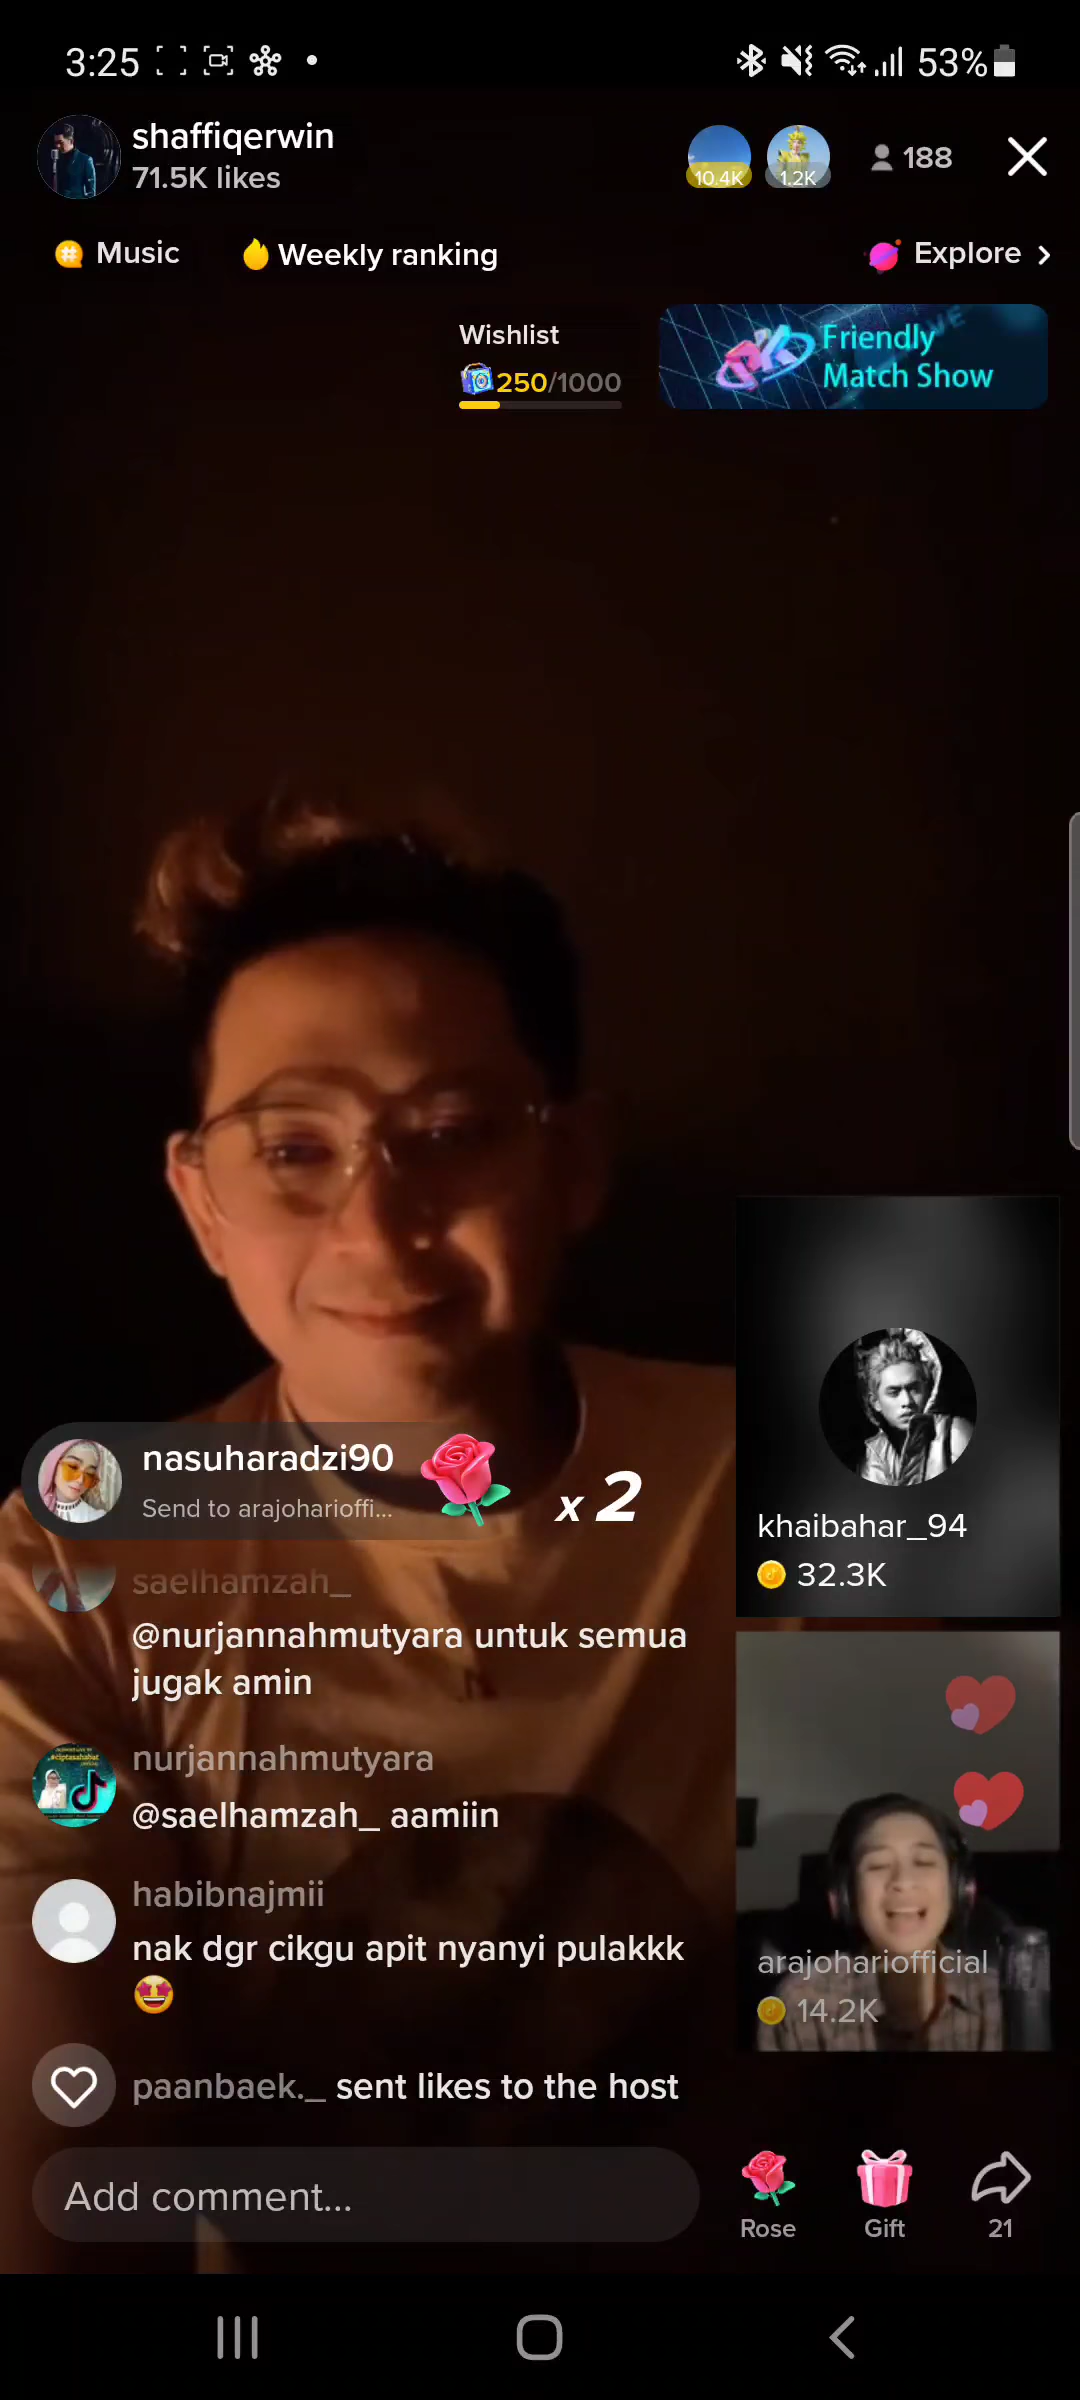 3:25
53%
shaffiqerwin
71.5K likes
10.4K
1.2K
188
Music
Weekly ranking
Explore
Wishlist
250/1000
Friendly
Match Show
nasuharadzi90
Send to arajoharioffi...
x 2
khaibahar_94
32.3K
saelhamzah_
@nurjannahmutyara untuk semua
jugak amin
nurjannahmutyara
@saelhamzah_ aamiin
habibnajmii
nak dgr cikgu apit nyanyi pulakkk
🤩
arajohariofficial
14.2K
paanbaek._ sent likes to the host
Add comment...
Rose
Gift
21